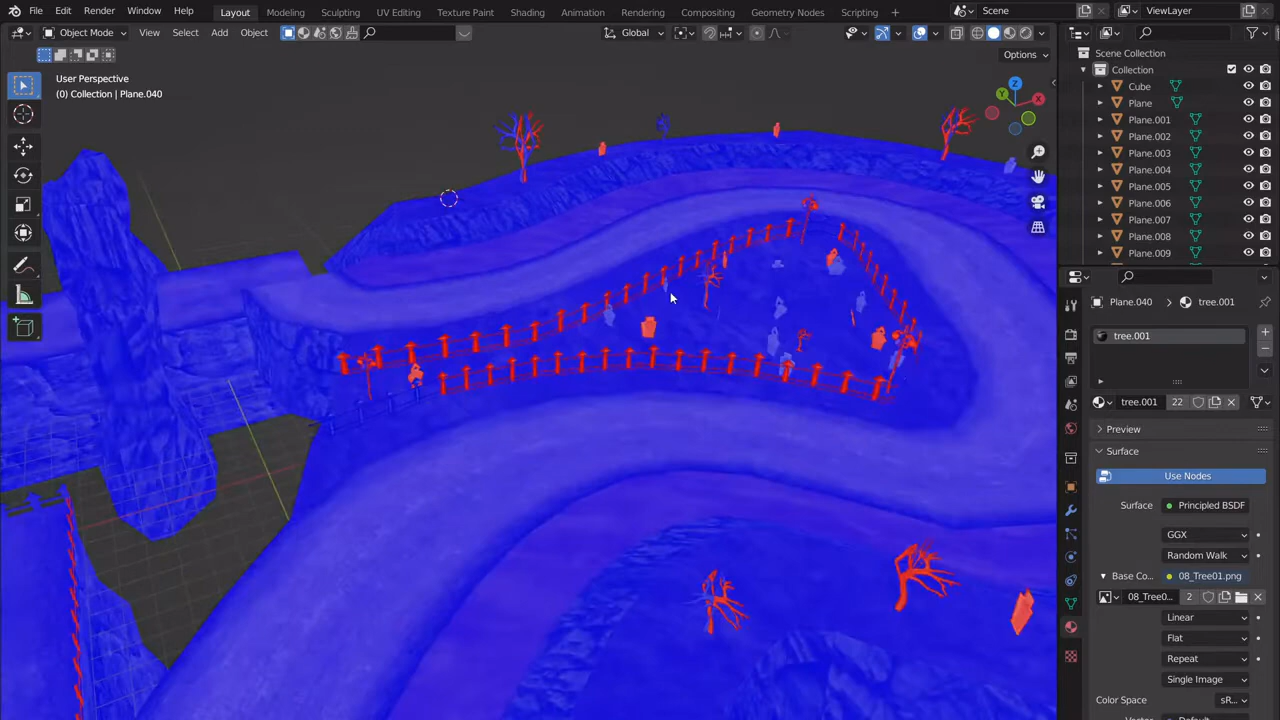 File Edit Render Window Help Layout Modeling Sculpting UV Editing Texture Paint Shading Animation Rendering Compositing Geometry Nodes Scripting + Scene ViewLayer
Object Mode View Select Add Object Global
Options
User Perspective
(0) Collection | Plane.040
Z
Y
X
Scene Collection
Collection
Cube
Plane
Plane.001
Plane.002
Plane.003
Plane.004
Plane.005
Plane.006
Plane.007
Plane.008
Plane.009
Plane.040 tree.001
tree.001
tree.001 22
Preview
Surface
Use Nodes
Surface Principled BSDF
GGX
Random Walk
Base Co... 08_Tree01.png
08_Tree0... 2
Linear
Flat
Repeat
Single Image
Color Space sR...